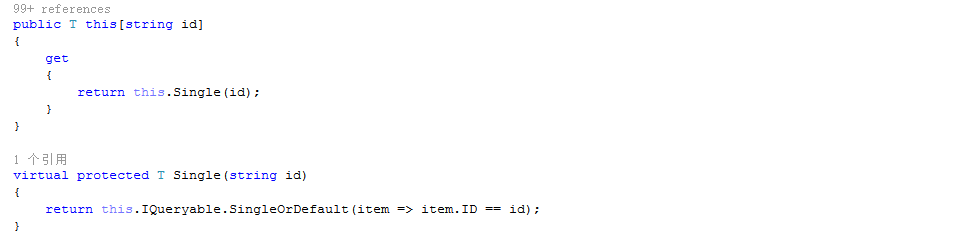 99+ references
public T this[string id]
{
get
{
return this.Single(id);
}
}
1 个引用
virtual protected T Single(string id)
{
return this.IQueryable.SingleOrDefault(item => item.ID == id);
}